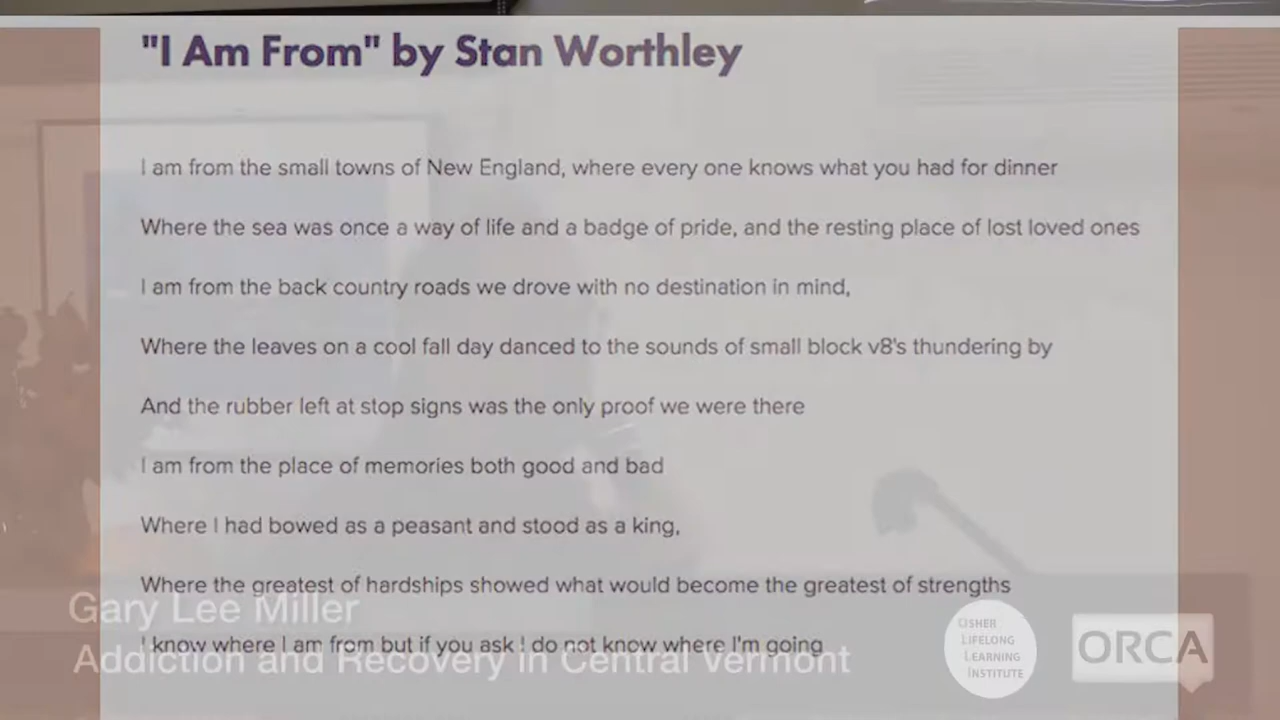 "I Am From" by Stan Worthley
I am from the small towns of New England, where every one knows what you had for dinner
Where the sea was once a way of life and a badge of pride, and the resting place of lost loved ones
I am from the back country roads we drove with no destination in mind,
Where the leaves on a cool fall day danced to the sounds of small block v8's thundering by
And the rubber left at stop signs was the only proof we were there
I am from the place of memories both good and bad
Where I had bowed as a peasant and stood as a king,
Where the greatest of hardships showed what would become the greatest of strengths
Gary Lee Miller
I know where I am from but if you ask I do not know where I'm going
Addiction and Recovery in Central Vermont
OSHER
LIFELONG
LEARNING
INSTITUTE
ORCA